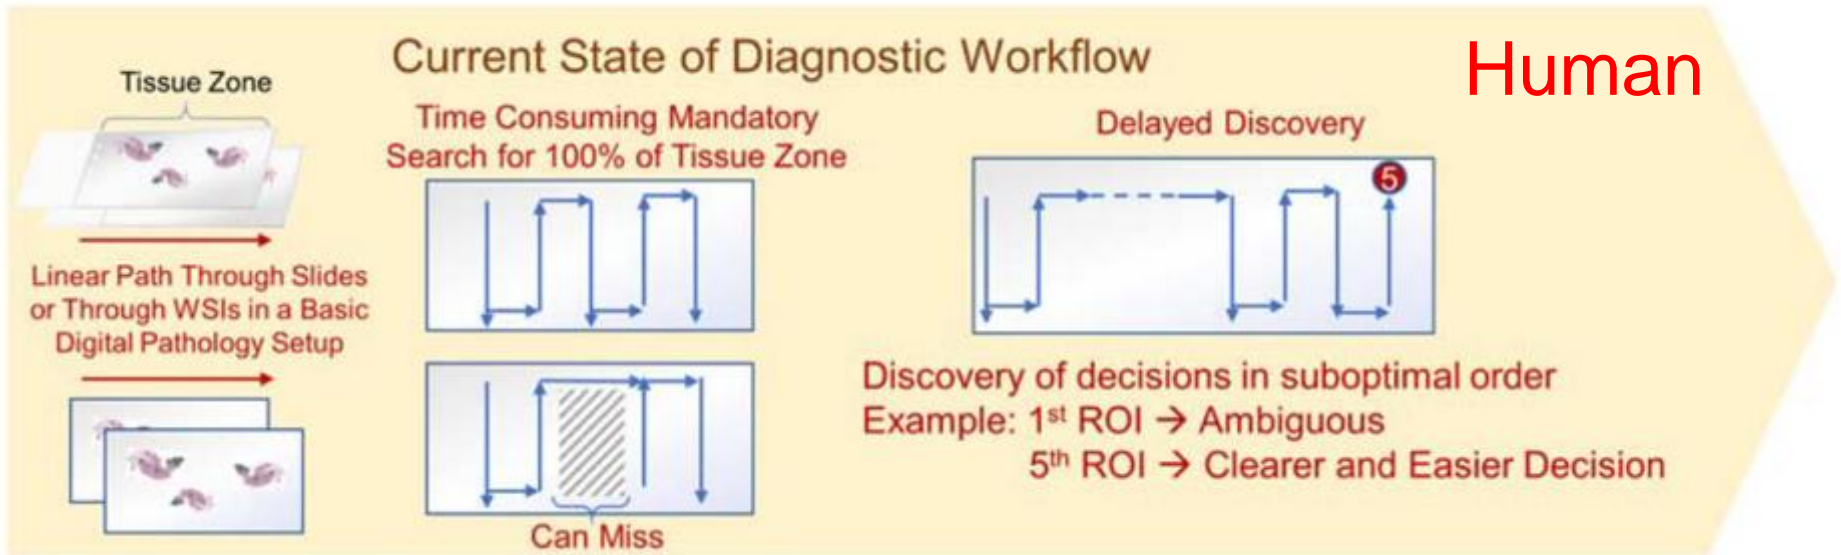 Current State of Diagnostic Workflow
Human
Tissue Zone
Linear Path Through Slides
or Through WSIs in a Basic
Digital Pathology Setup
Time Consuming Mandatory
Search for 100% of Tissue Zone
Can Miss
Delayed Discovery
5
Discovery of decisions in suboptimal order
Example: 1st ROI → Ambiguous
5th ROI → Clearer and Easier Decision